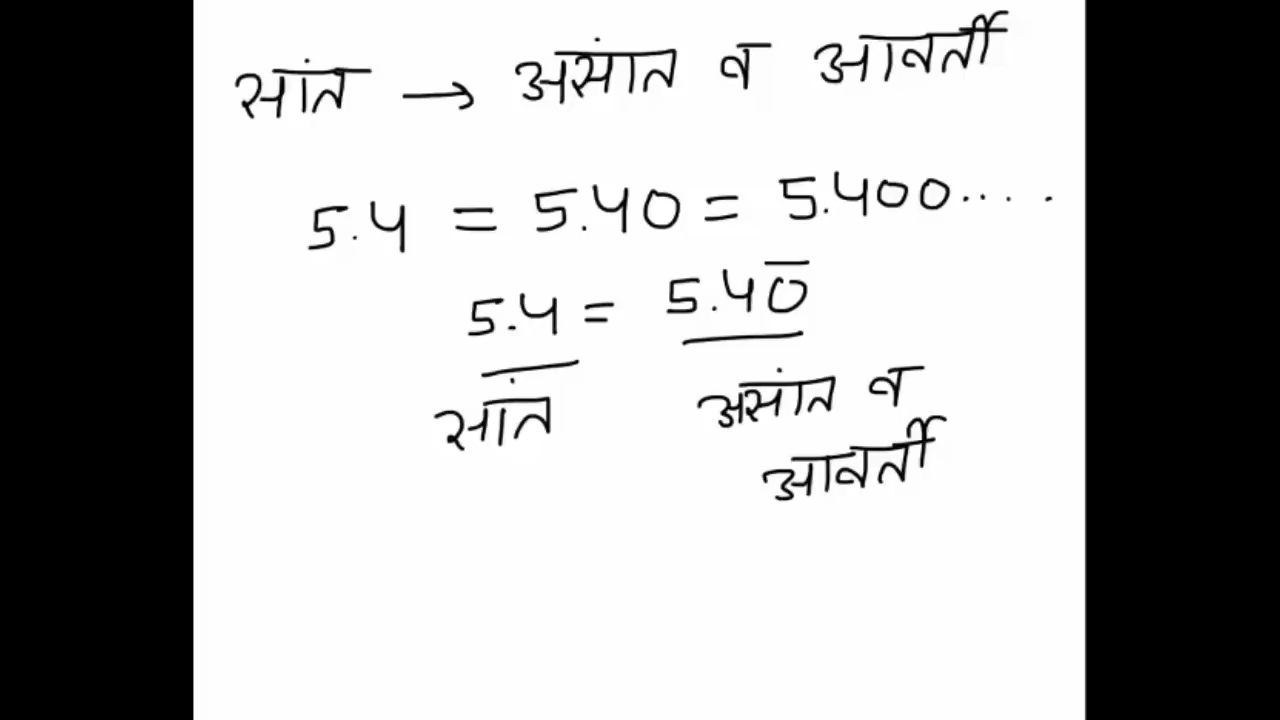 सांत → असांत व आवर्ती
5.4 = 5.40 = 5.400....
5.4 = 5.40̅
सांत असांत व
आवर्ती